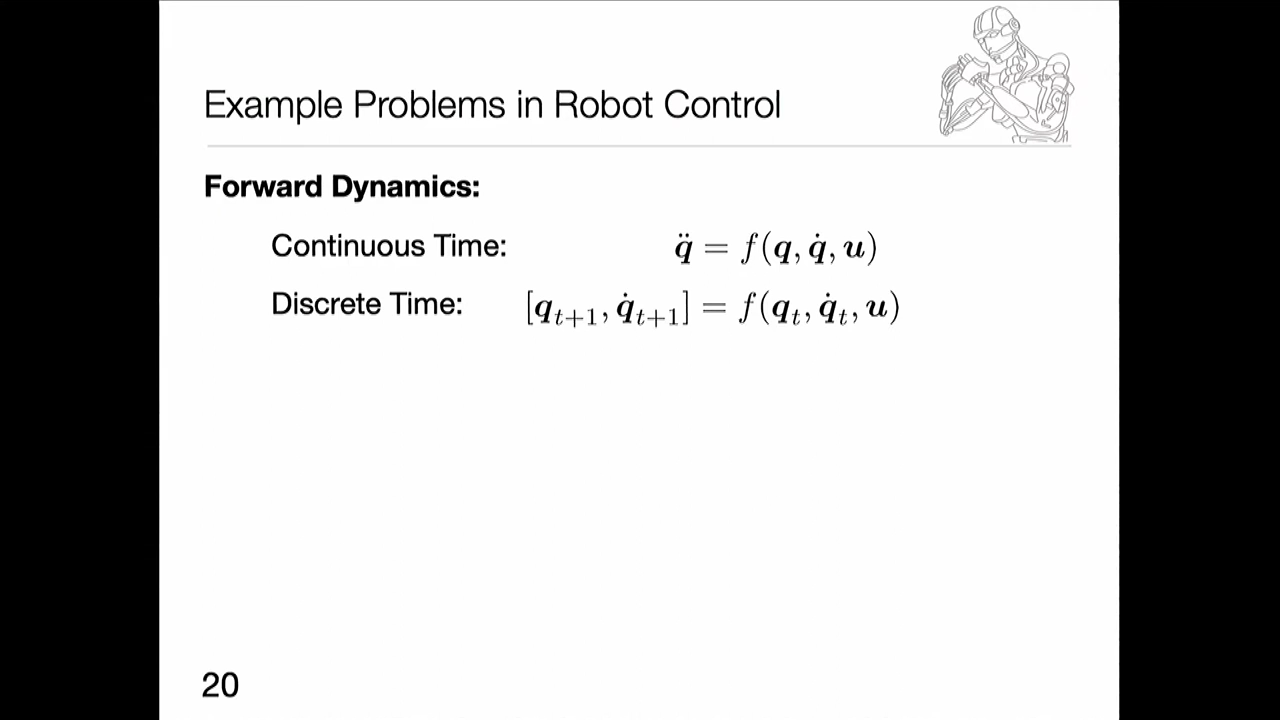 Example Problems in Robot Control
Forward Dynamics:
Continuous Time: q̈ = f(q, q̇, u)
Discrete Time: [qₜ₊₁, q̇ₜ₊₁] = f(qₜ, q̇ₜ, u)
20